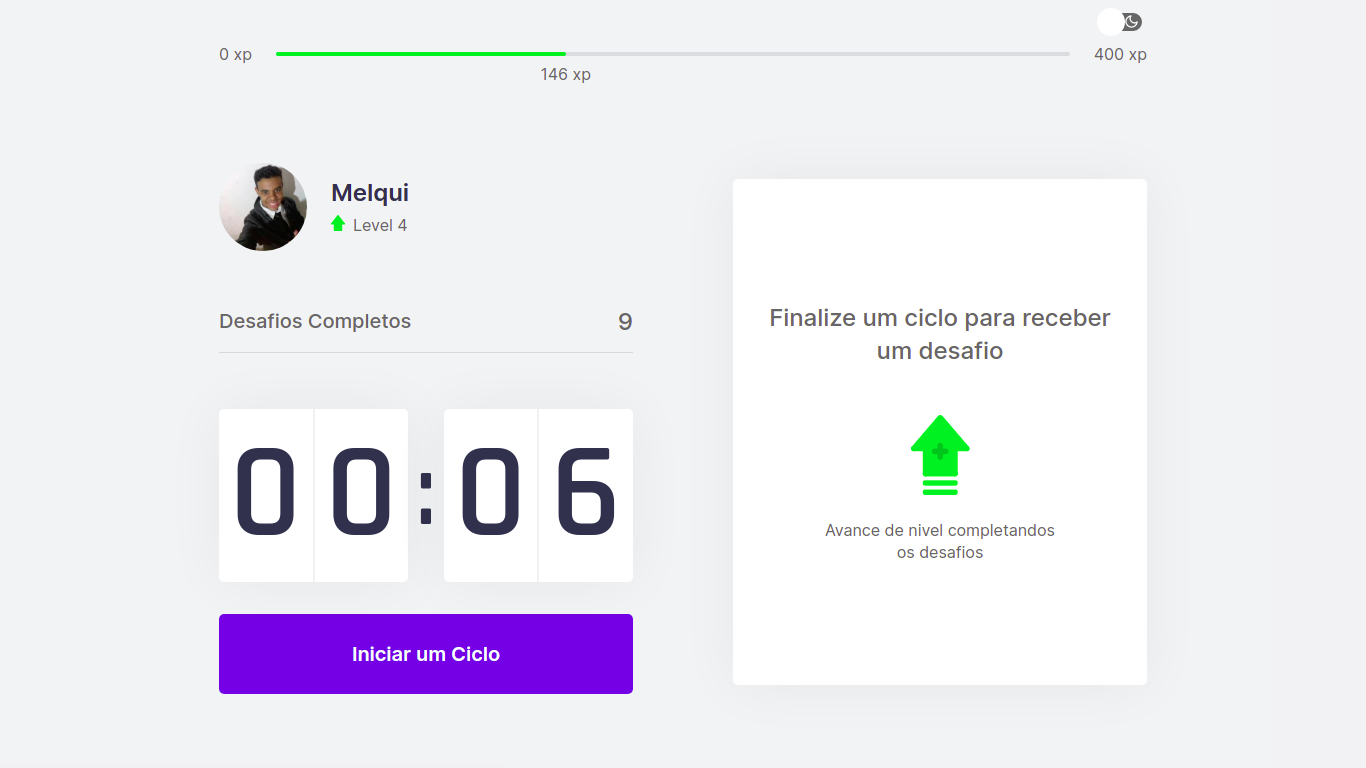 0 xp
400 xp
146 xp
Melqui
Level 4
Desafios Completos
9
00:06
Iniciar um Ciclo
Finalize um ciclo para receber
um desafio
Avance de nivel completandos
os desafios